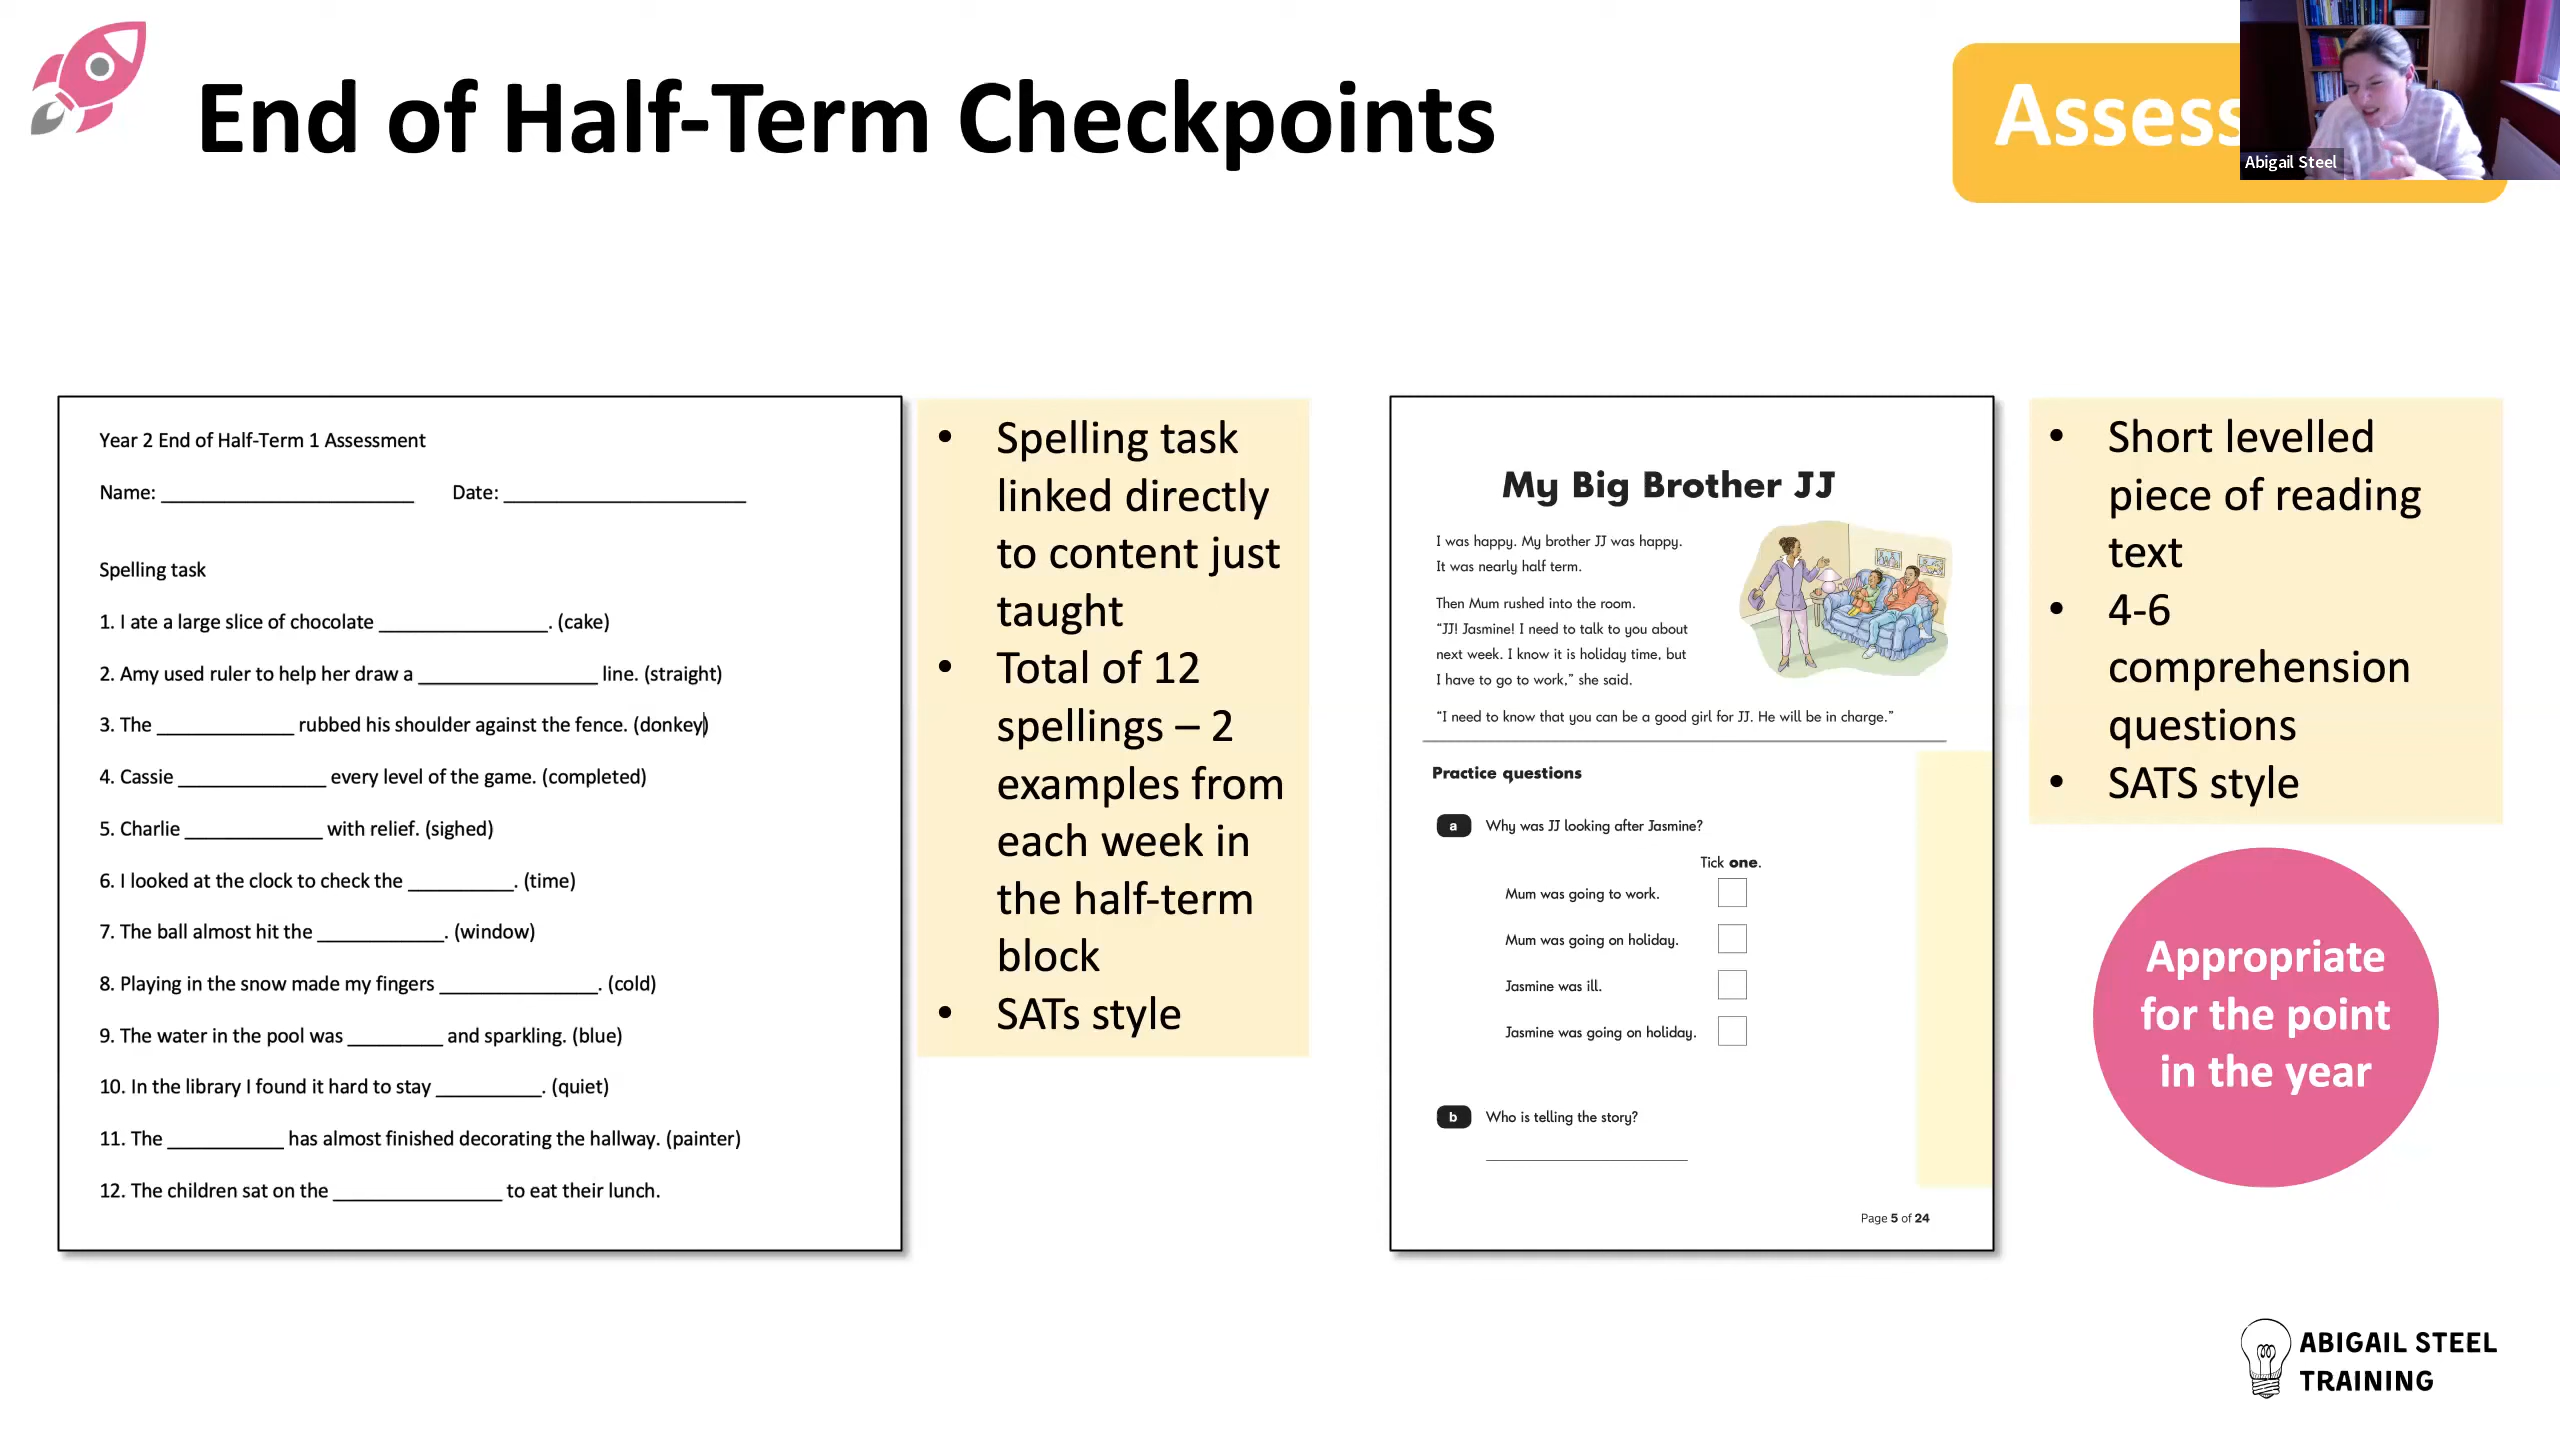 End of Half-Term Checkpoints
Assess
Abigail Steel
Year 2 End of Half-Term 1 Assessment
Name: ________________ Date: ________________
Spelling task
1. I ate a large slice of chocolate ________________. (cake)
2. Amy used ruler to help her draw a ________________ line. (straight)
3. The ____________ rubbed his shoulder against the fence. (donkey)
4. Cassie ______________ every level of the game. (completed)
5. Charlie ____________ with relief. (sighed)
6. I looked at the clock to check the __________. (time)
7. The ball almost hit the ____________. (window)
8. Playing in the snow made my fingers ______________. (cold)
9. The water in the pool was _________ and sparkling. (blue)
10. In the library I found it hard to stay __________. (quiet)
11. The ___________ has almost finished decorating the hallway. (painter)
12. The children sat on the ________________ to eat their lunch.
• Spelling task
linked directly
to content just
taught
• Total of 12
spellings – 2
examples from
each week in
the half-term
block
• SATs style
My Big Brother JJ
I was happy. My brother JJ was happy.
It was nearly half term.
Then Mum rushed into the room.
“JJ! Jasmine! I need to talk to you about
next week. I know it is holiday time, but
I have to go to work,” she said.
“I need to know that you can be a good girl for JJ. He will be in charge.”
Practice questions
a Why was JJ looking after Jasmine?
Tick one.
Mum was going to work.
Mum was going on holiday.
Jasmine was ill.
Jasmine was going on holiday.
b Who is telling the story?
Page 5 of 24
• Short levelled
piece of reading
text
• 4-6
comprehension
questions
• SATS style
Appropriate
for the point
in the year
ABIGAIL STEEL
TRAINING